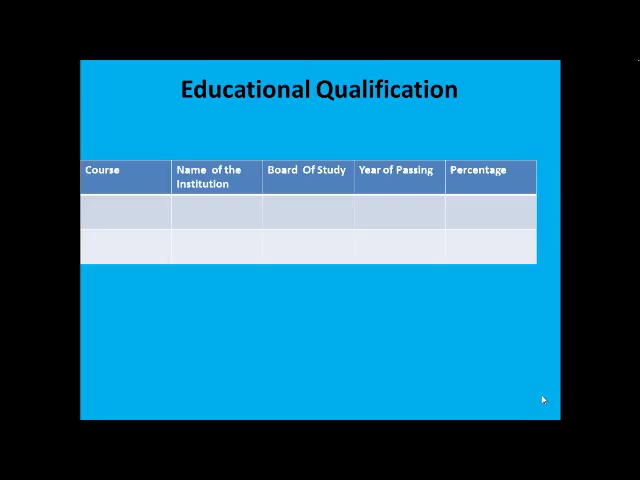 Educational Qualification
Course
Name of the
Institution
Board Of Study
Year of Passing
Percentage